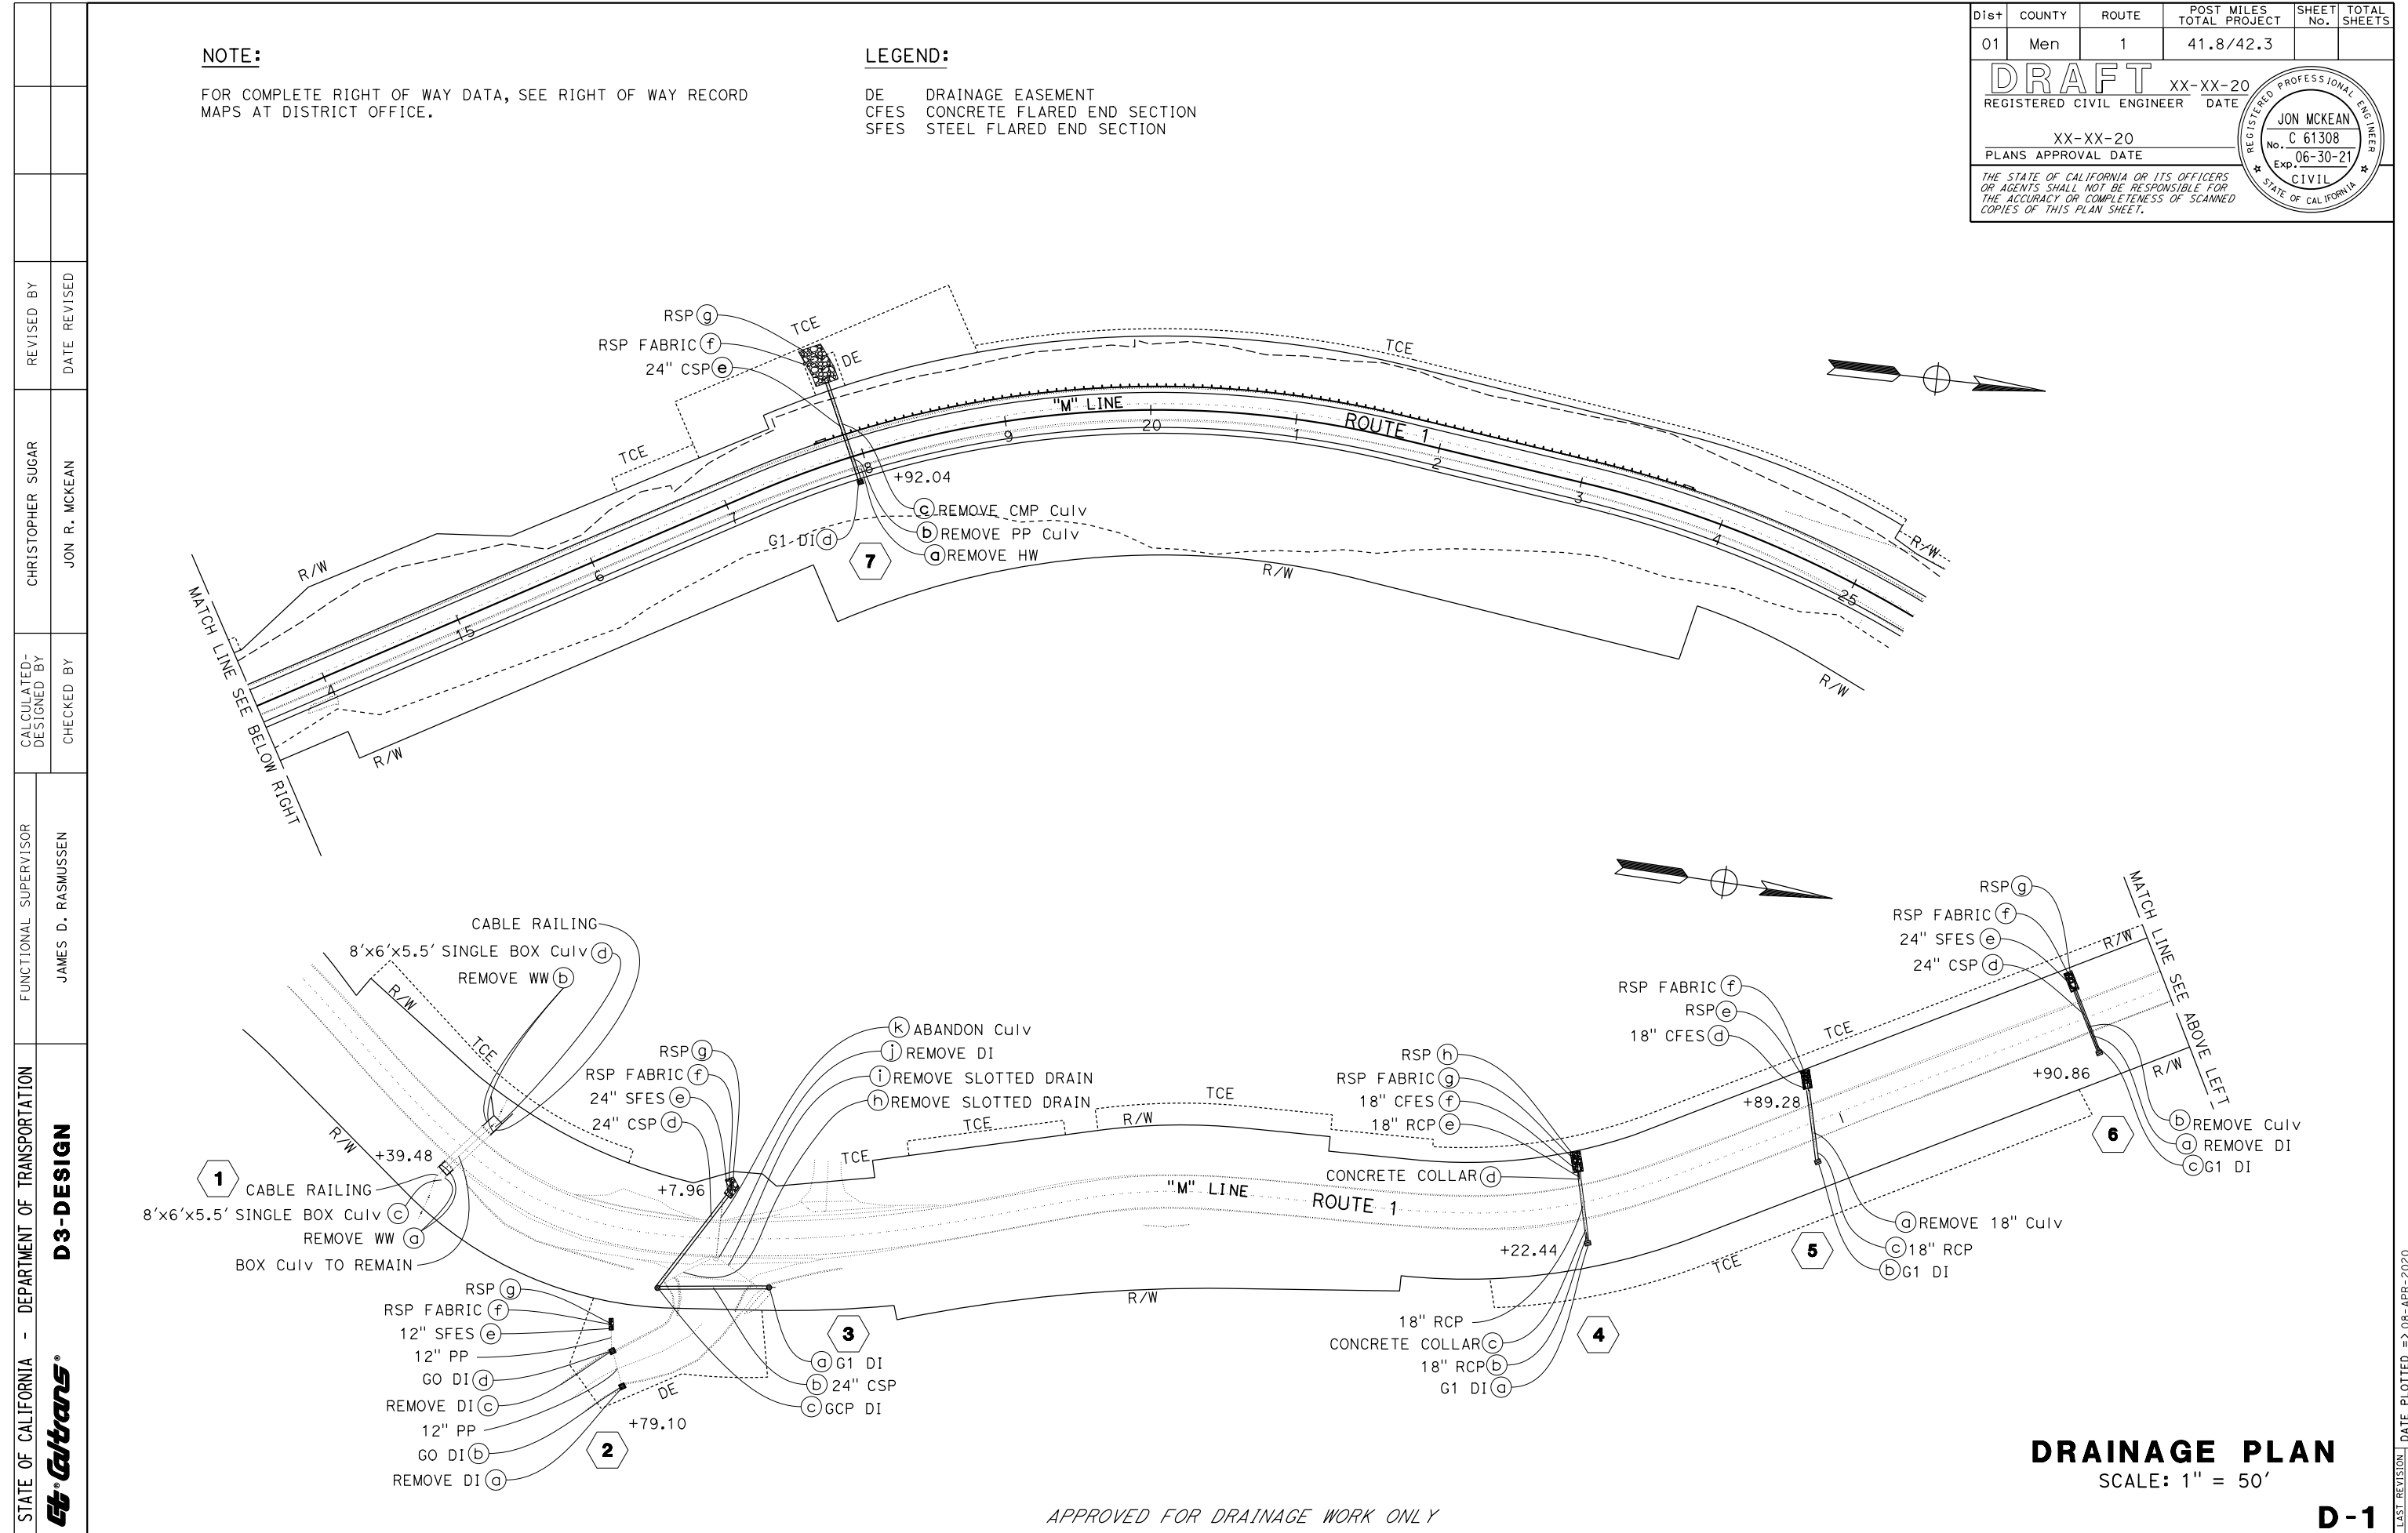 Dist COUNTY ROUTE POST MILES TOTAL PROJECT SHEET No. TOTAL SHEETS
01 Men 1 41.8/42.3
DRAFT XX-XX-20
REGISTERED CIVIL ENGINEER DATE
XX-XX-20
PLANS APPROVAL DATE
THE STATE OF CALIFORNIA OR ITS OFFICERS
OR AGENTS SHALL NOT BE RESPONSIBLE FOR
THE ACCURACY OR COMPLETENESS OF SCANNED
COPIES OF THIS PLAN SHEET.
REGISTERED PROFESSIONAL ENGINEER
JON MCKEAN
No. C 61308
Exp. 06-30-21
CIVIL
STATE OF CALIFORNIA
NOTE:
FOR COMPLETE RIGHT OF WAY DATA, SEE RIGHT OF WAY RECORD
MAPS AT DISTRICT OFFICE.
LEGEND:
DE DRAINAGE EASEMENT
CFES CONCRETE FLARED END SECTION
SFES STEEL FLARED END SECTION
REVISED BY
DATE REVISED
CHRISTOPHER SUGAR
JON R. MCKEAN
CALCULATED-
DESIGNED BY
CHECKED BY
FUNCTIONAL SUPERVISOR
JAMES D. RASMUSSEN
STATE OF CALIFORNIA - DEPARTMENT OF TRANSPORTATION
D3-DESIGN
Ct® Caltrans®
RSP g
RSP FABRIC f
24" CSP e
TCE
DE
TCE
TCE
"M" LINE
ROUTE 1
4
15
6
7
8
9
20
1
2
3
4
25
+92.04
c REMOVE CMP Culv
b REMOVE PP Culv
a REMOVE HW
G1 DI d
7
R/W
R/W
R/W
R/W
R/W
MATCH LINE SEE BELOW RIGHT
CABLE RAILING
8'x6'x5.5' SINGLE BOX Culv d
REMOVE WW b
R/W
TCE
R/W
+39.48
1
CABLE RAILING
8'x6'x5.5' SINGLE BOX Culv c
REMOVE WW a
BOX Culv TO REMAIN
RSP g
RSP FABRIC f
12" SFES e
12" PP
GO DI d
REMOVE DI c
12" PP
GO DI b
REMOVE DI a
DE
+79.10
2
RSP g
RSP FABRIC f
24" SFES e
24" CSP d
+7.96
k ABANDON Culv
j REMOVE DI
i REMOVE SLOTTED DRAIN
h REMOVE SLOTTED DRAIN
3
a G1 DI
b 24" CSP
c GCP DI
TCE
TCE
TCE
R/W
"M" LINE
ROUTE 1
R/W
RSP h
RSP FABRIC g
18" CFES f
18" RCP e
CONCRETE COLLAR d
+22.44
18" RCP
CONCRETE COLLAR c
18" RCP b
G1 DI a
4
RSP FABRIC f
RSP e
18" CFES d
TCE
+89.28
1
a REMOVE 18" Culv
c 18" RCP
b G1 DI
5
TCE
RSP g
RSP FABRIC f
24" SFES e
24" CSP d
R/W
+90.86
R/W
b REMOVE Culv
a REMOVE DI
c G1 DI
6
MATCH LINE SEE ABOVE LEFT
DRAINAGE PLAN
SCALE: 1" = 50'
APPROVED FOR DRAINAGE WORK ONLY
D-1
LAST REVISION
DATE PLOTTED => 08-APR-2020